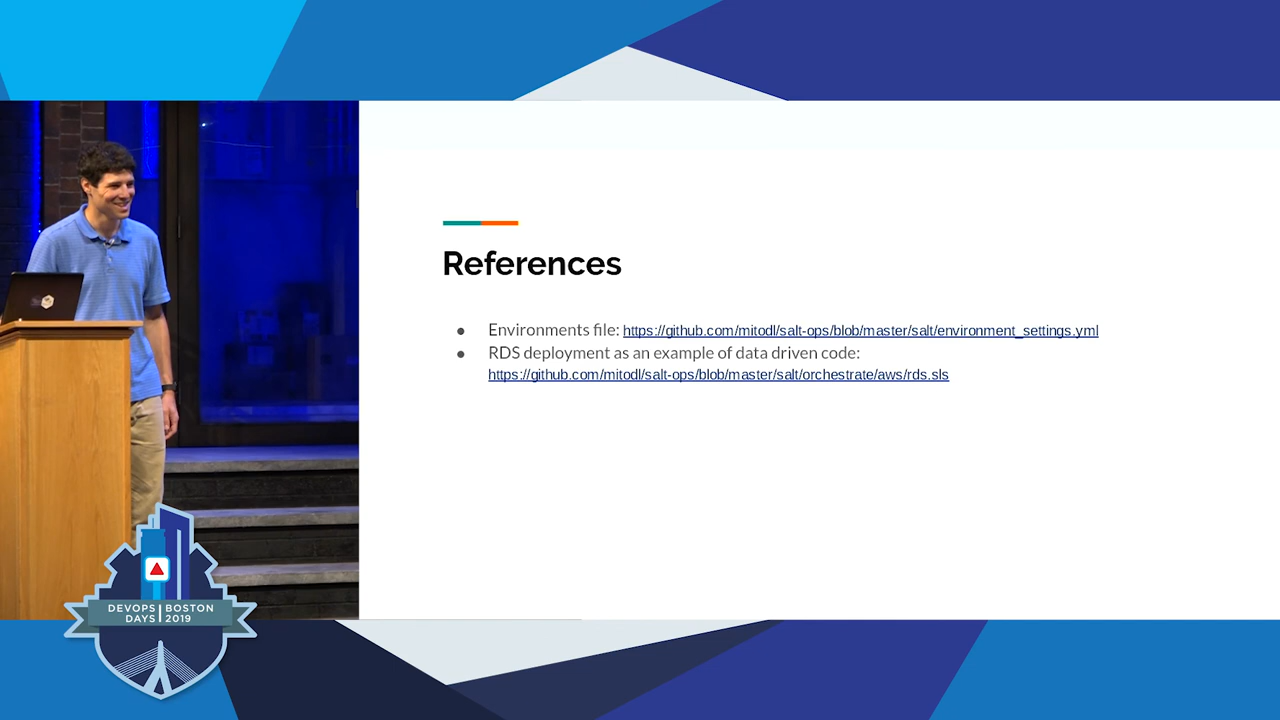 References
● Environments file: https://github.com/mitodl/salt-ops/blob/master/salt/environment_settings.yml
● RDS deployment as an example of data driven code:
https://github.com/mitodl/salt-ops/blob/master/salt/orchestrate/aws/rds.sls
DEVOPS | BOSTON
DAYS | 2019